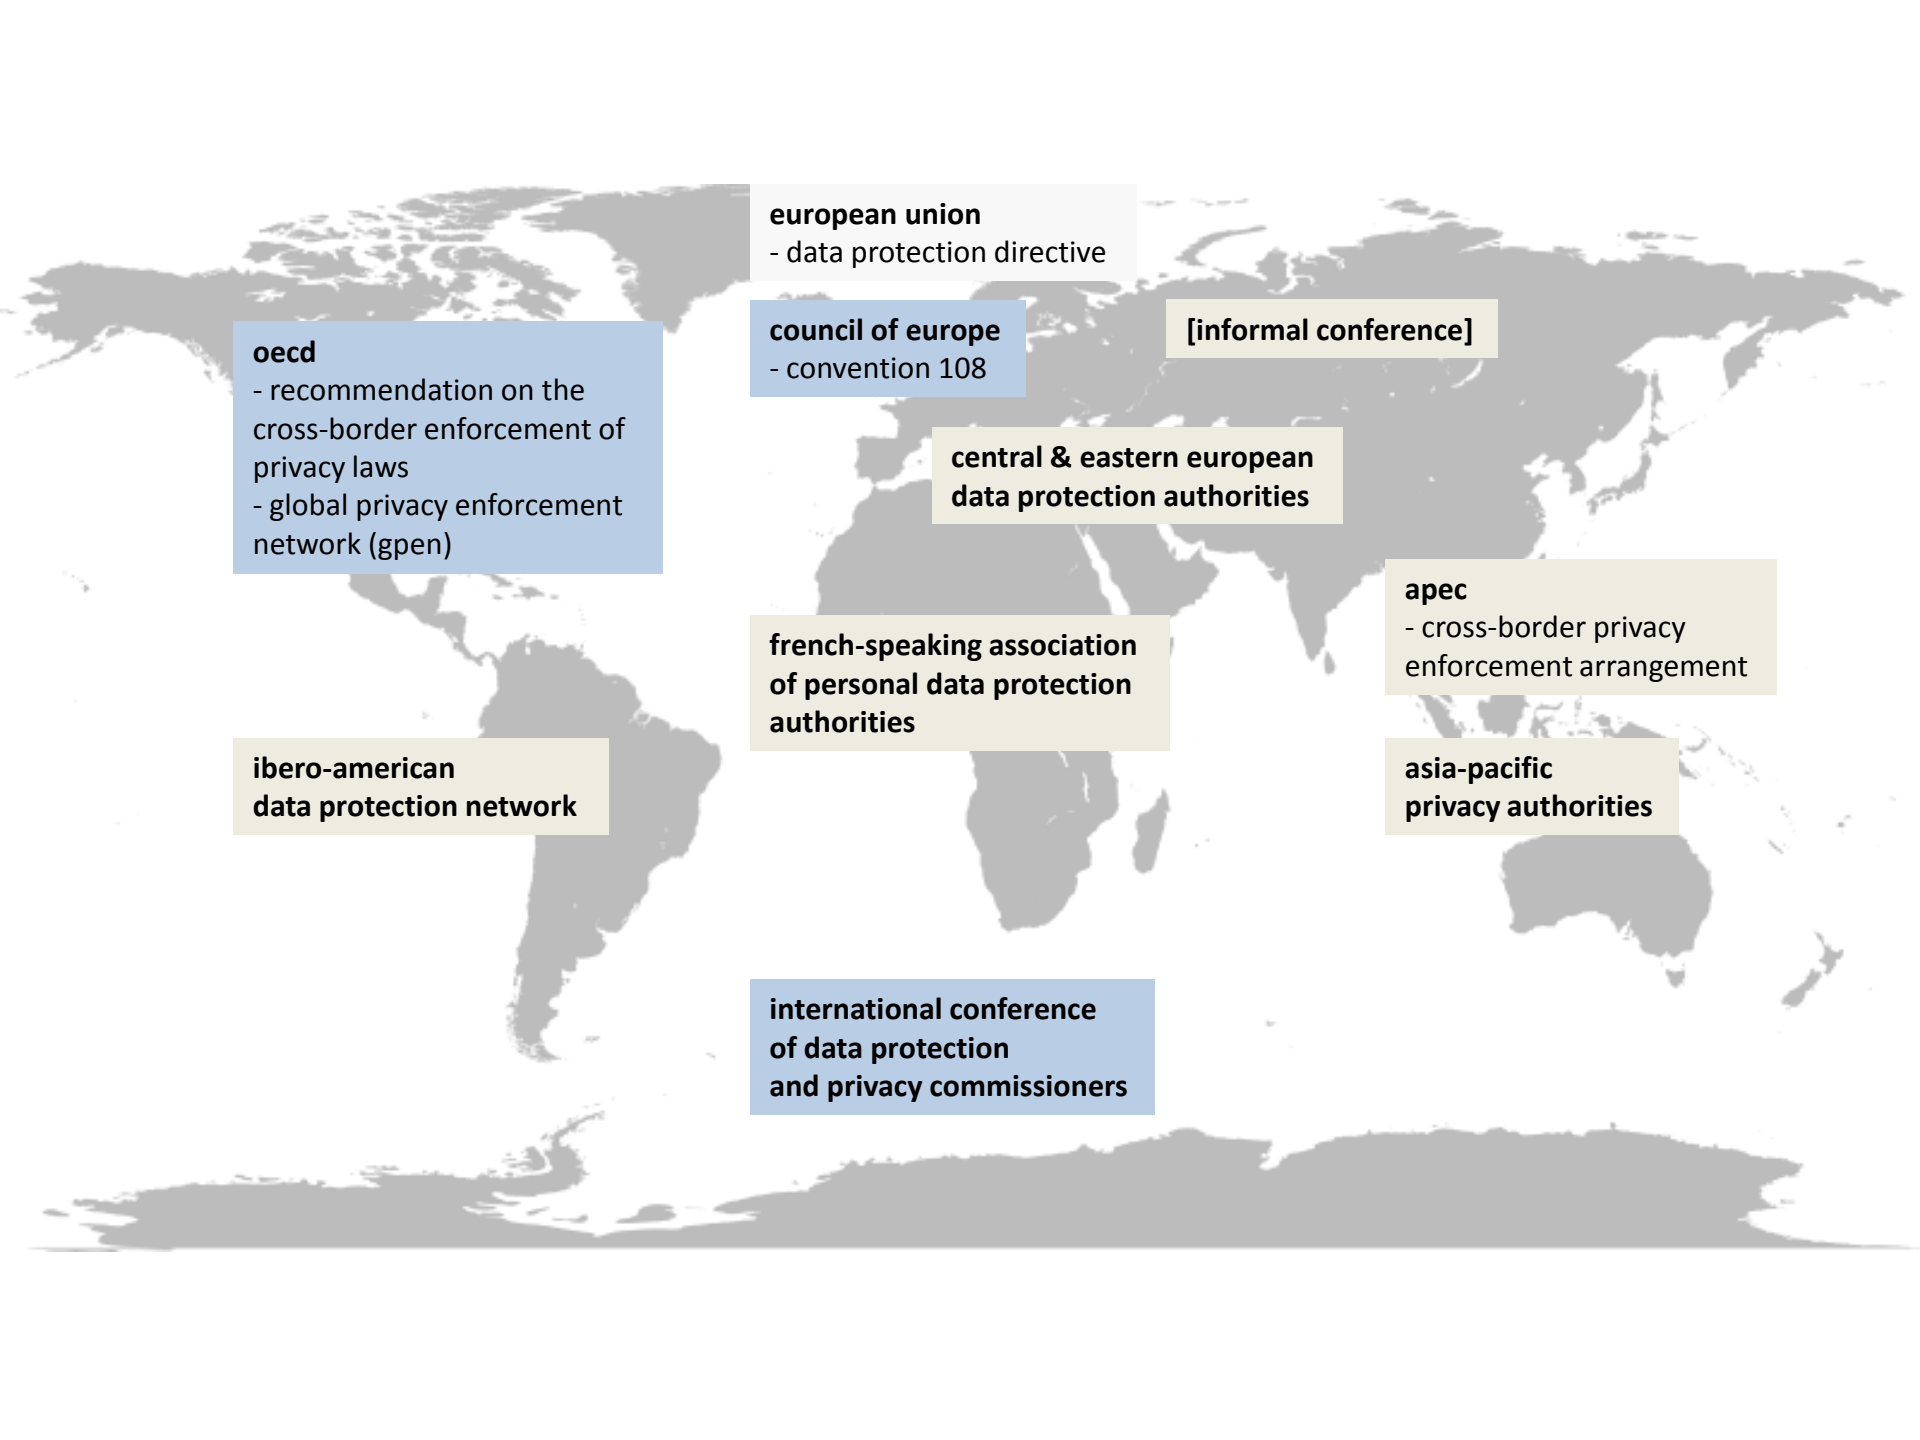 european union
- data protection directive
council of europe
- convention 108
[informal conference]
oecd
- recommendation on the
cross-border enforcement of
privacy laws
- global privacy enforcement
network (gpen)
central & eastern european
data protection authorities
apec
- cross-border privacy
enforcement arrangement
french-speaking association
of personal data protection
authorities
ibero-american
data protection network
asia-pacific
privacy authorities
international conference
of data protection
and privacy commissioners